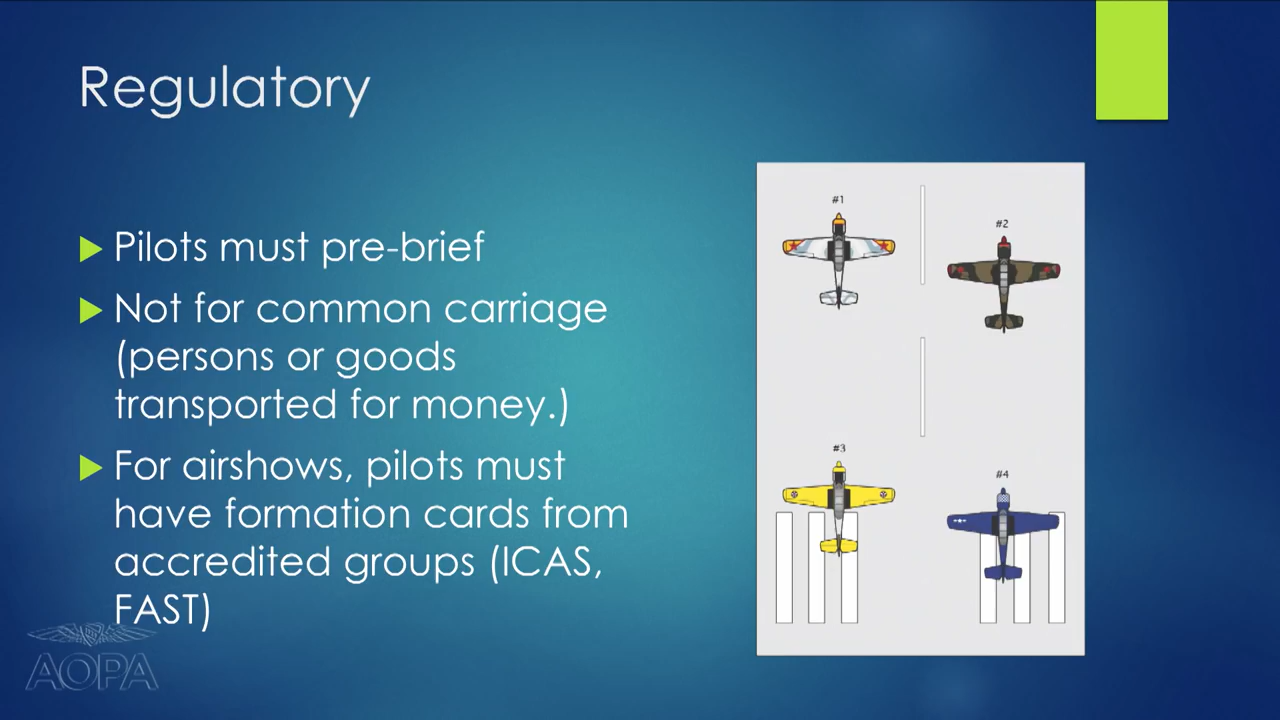 Regulatory
Pilots must pre-brief
Not for common carriage
(persons or goods
transported for money.)
For airshows, pilots must
have formation cards from
accredited groups (ICAS,
FAST)
#1
#2
#3
#4
AOPA